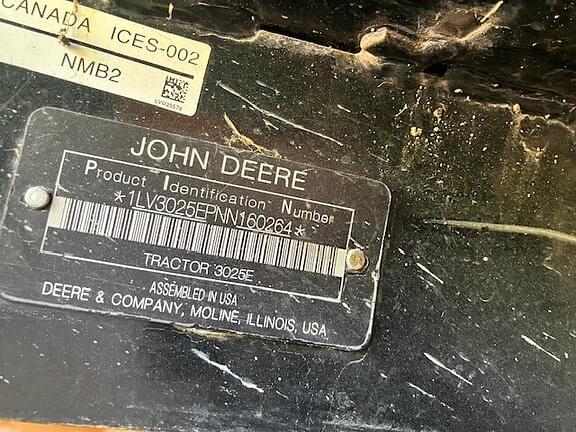 CANADA ICES-002
NMB2
LVU25578
JOHN DEERE
Product Identification Number
*1LV3025EPNN160264*
TRACTOR 3025E
ASSEMBLED IN USA
DEERE & COMPANY, MOLINE, ILLINOIS, USA